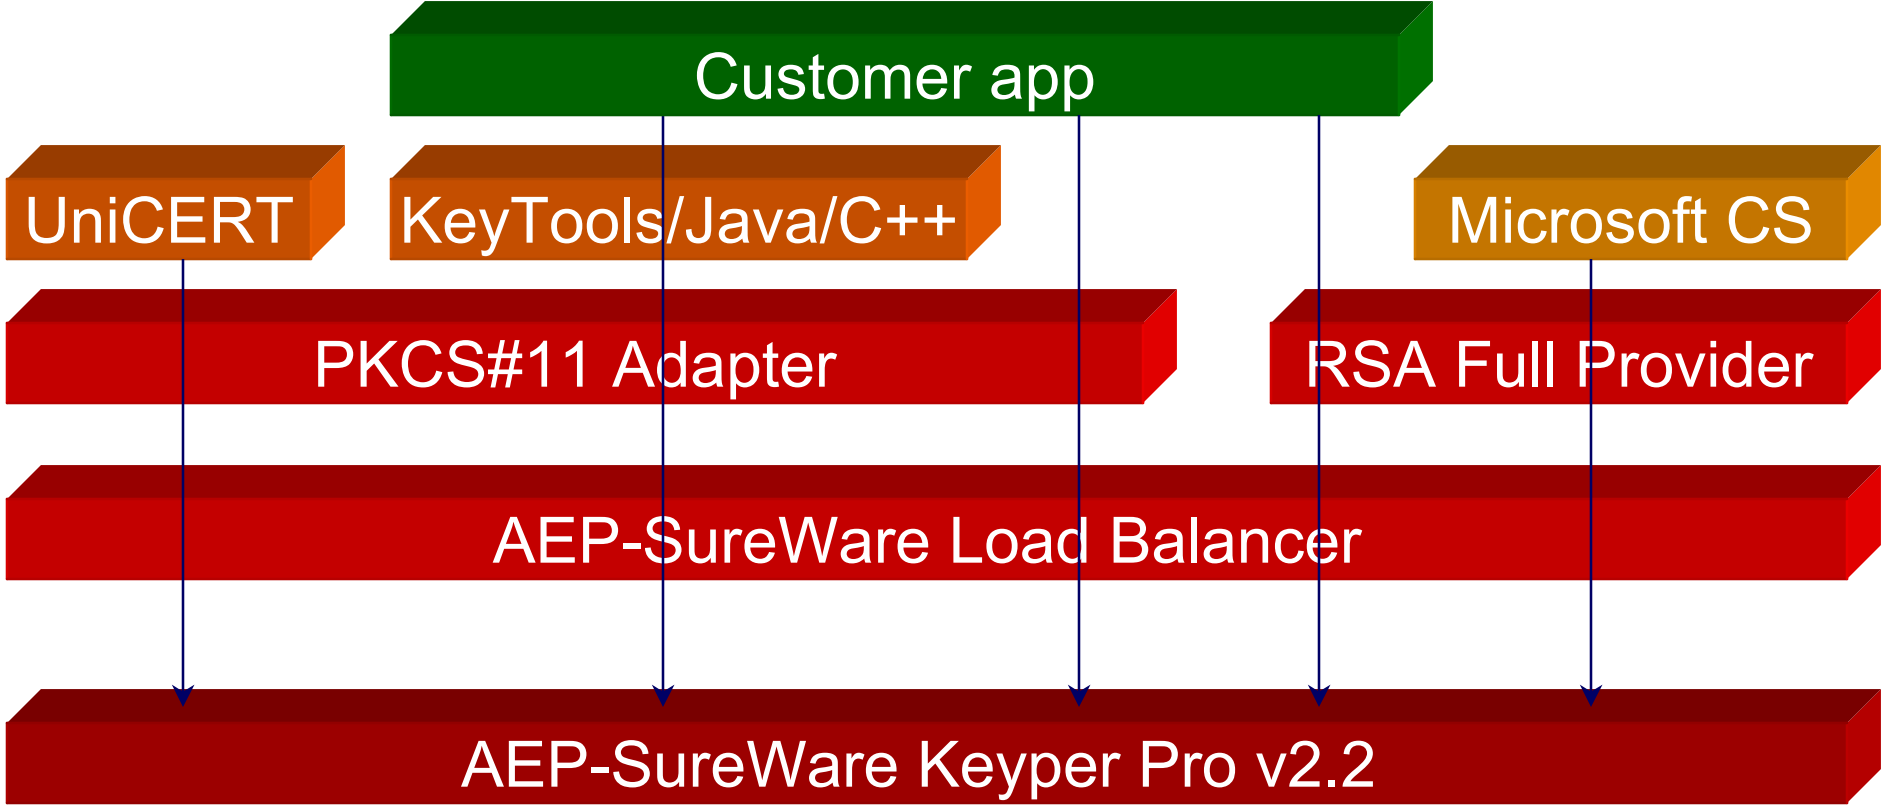 Customer app
UniCERT
KeyTools/Java/C++
Microsoft CS
PKCS#11 Adapter
RSA Full Provider
AEP-SureWare Load Balancer
AEP-SureWare Keyper Pro v2.2